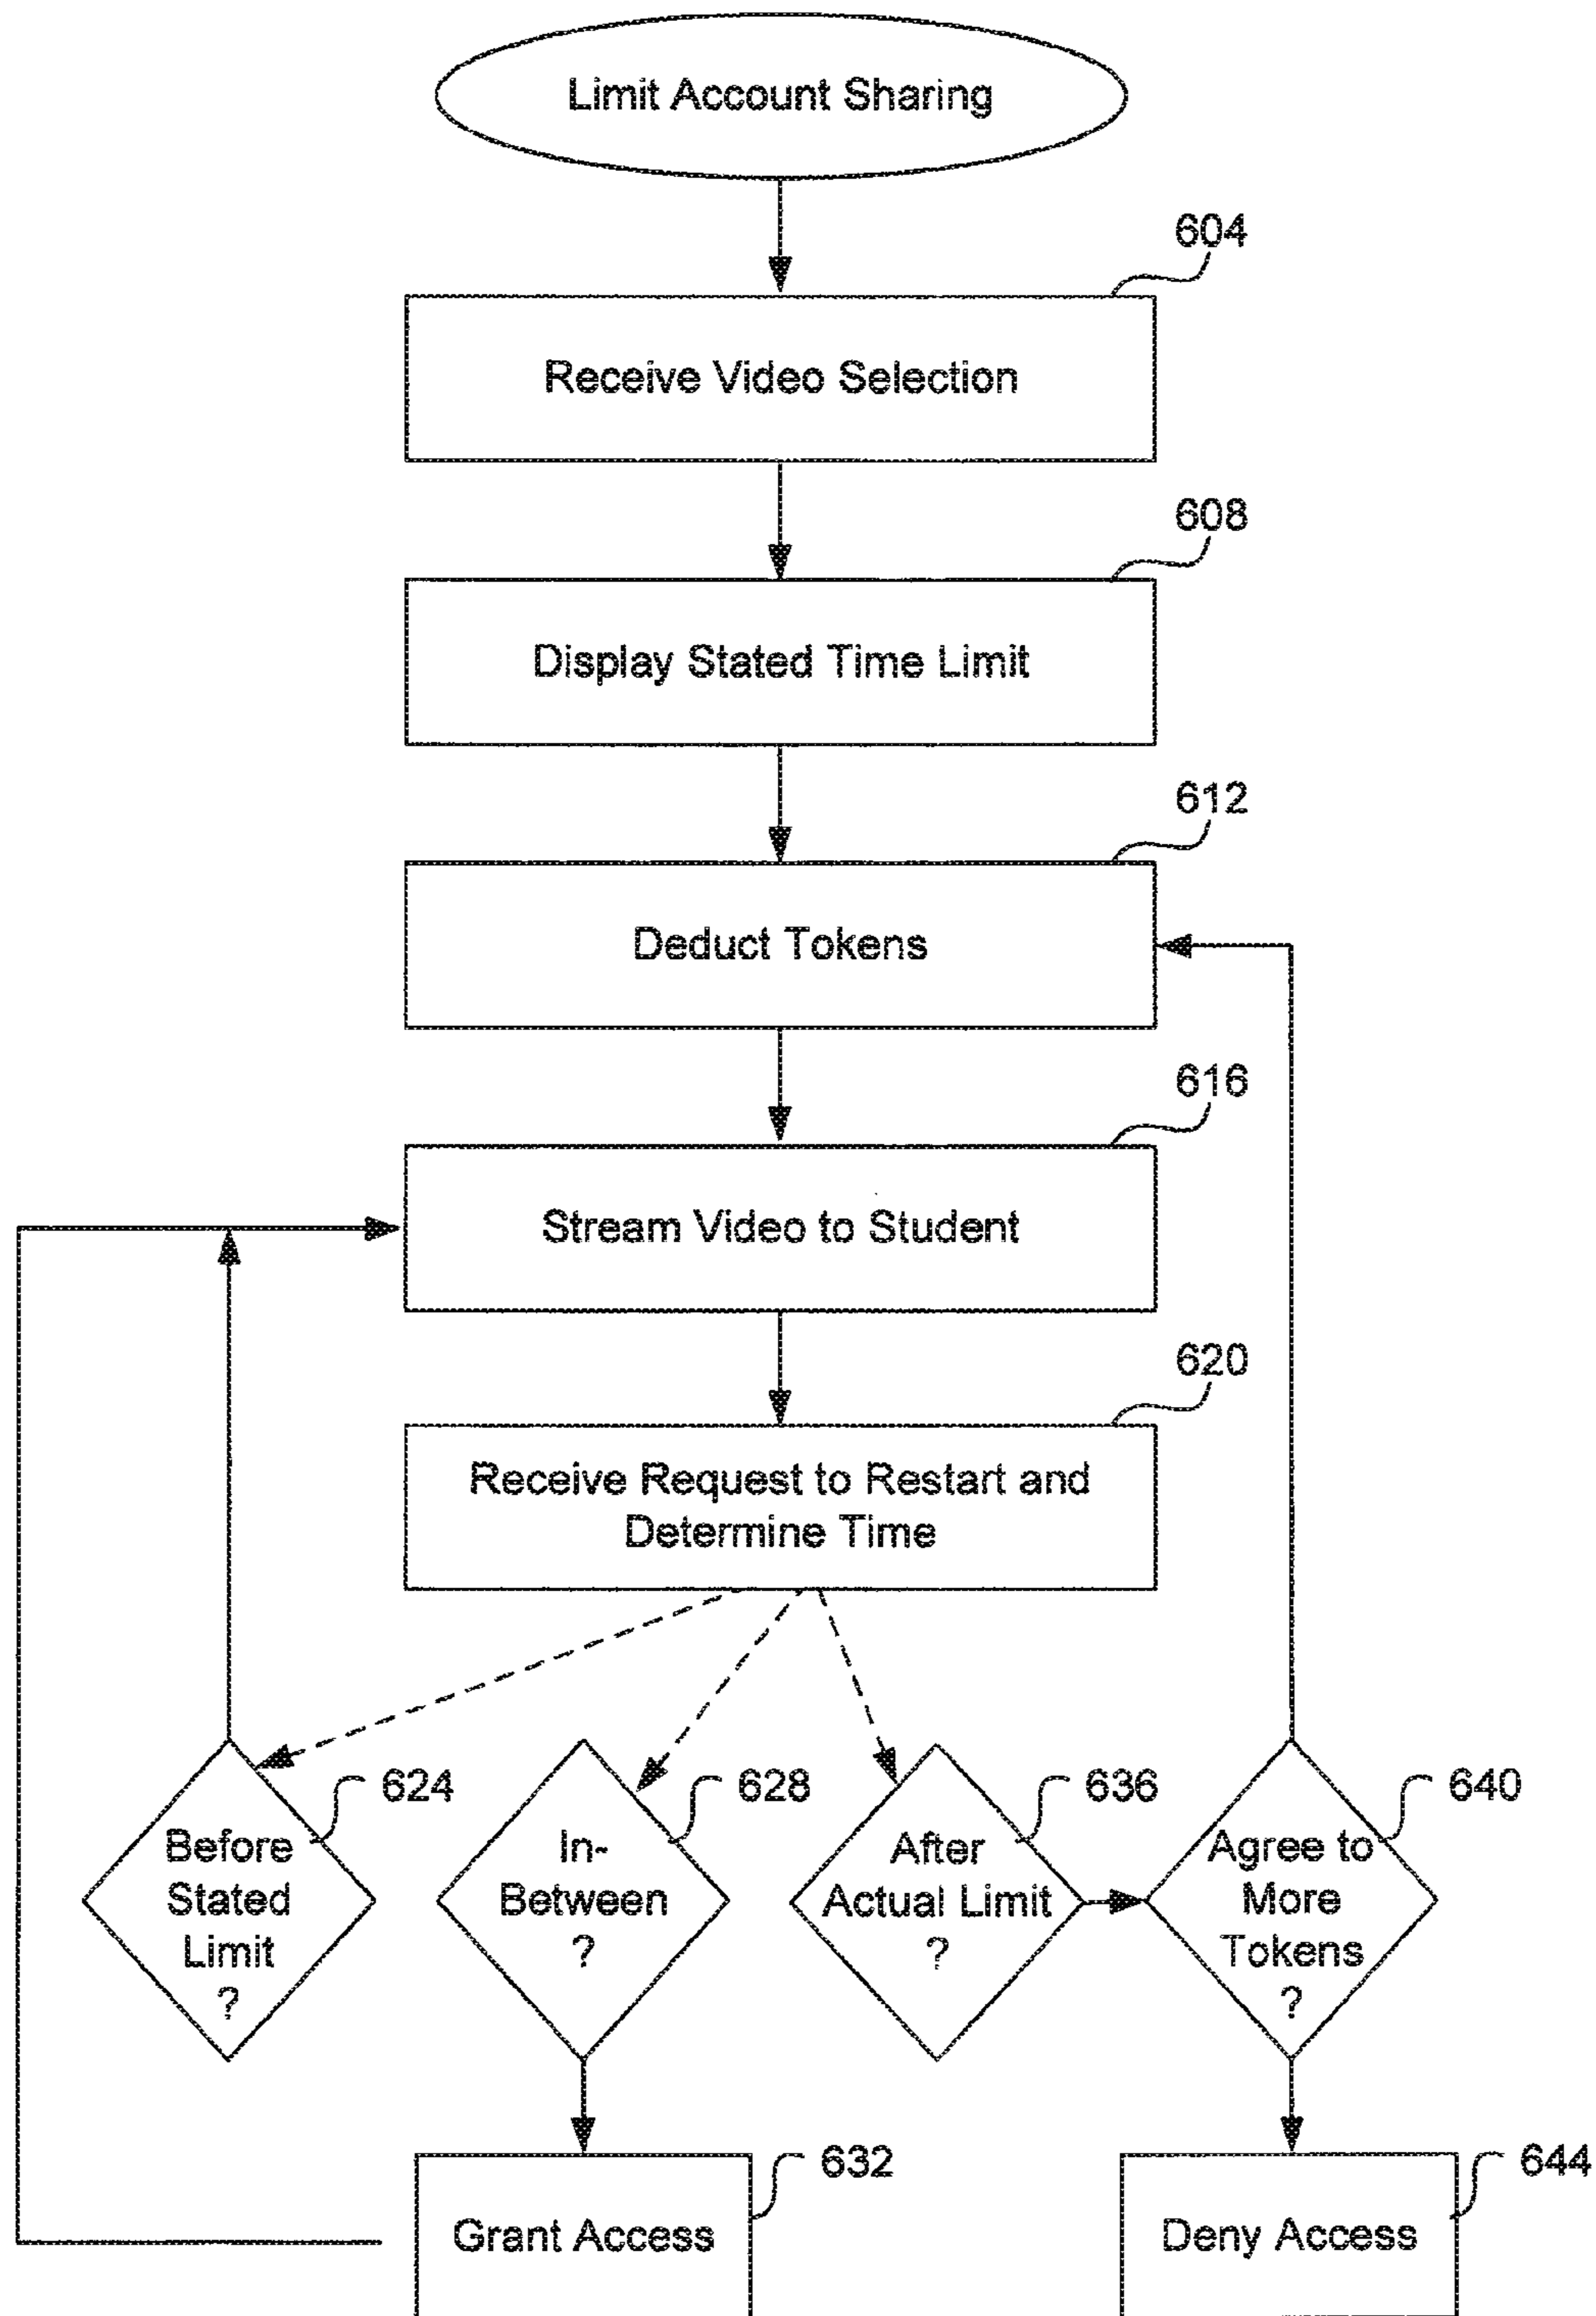 Limit Account Sharing
604
Receive Video Selection
608
Display Stated Time Limit
612
Deduct Tokens
616
Stream Video to Student
620
Receive Request to Restart and
Determine Time
624
Before
Stated
Limit
?
628
In-
Between
?
636
After
Actual Limit
?
640
Agree to
More
Tokens
?
632
Grant Access
644
Deny Access